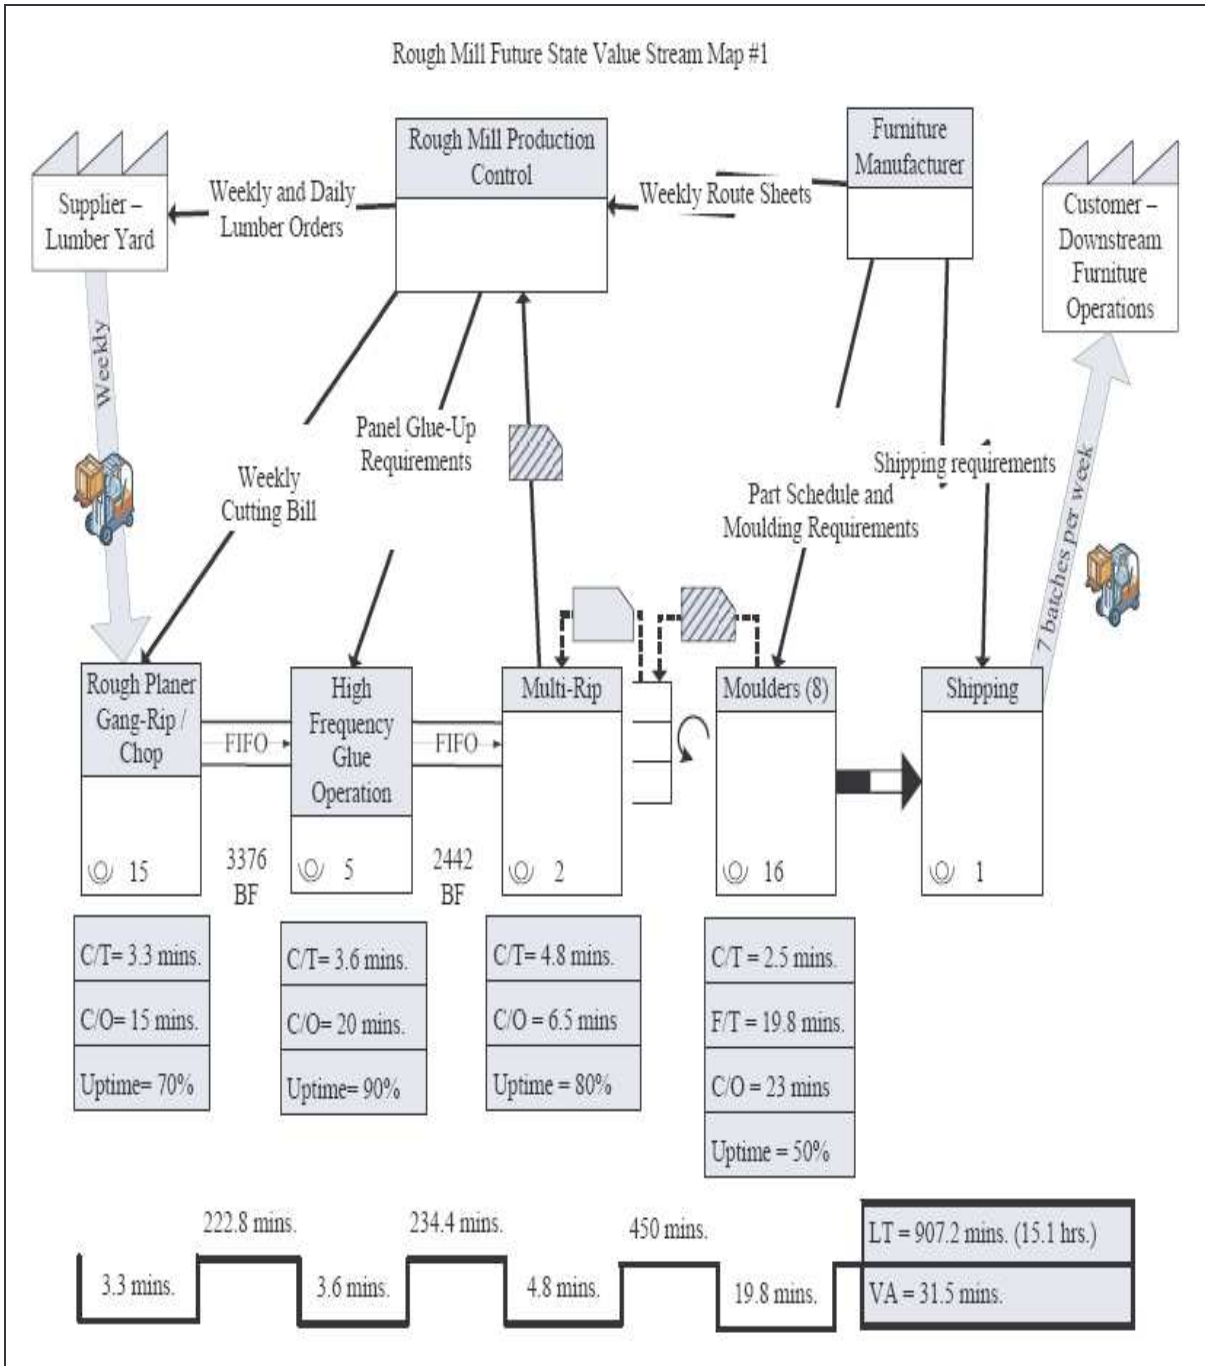 Rough Mill Future State Value Stream Map #1
Supplier –
Lumber Yard
Weekly and Daily
Lumber Orders
Rough Mill Production
Control
Weekly Route Sheets
Furniture
Manufacturer
Customer –
Downstream
Furniture
Operations
Weekly
Weekly
Cutting Bill
Panel Glue-Up
Requirements
Part Schedule and
Moulding Requirements
Shipping requirements
7 batches per week
Rough Planer
Gang-Rip /
Chop
15
FIFO
3376
BF
High
Frequency
Glue
Operation
5
FIFO
2442
BF
Multi-Rip
2
Moulders (8)
16
Shipping
1
C/T= 3.3 mins.
C/O= 15 mins.
Uptime= 70%
C/T= 3.6 mins.
C/O= 20 mins.
Uptime= 90%
C/T= 4.8 mins.
C/O = 6.5 mins
Uptime = 80%
C/T = 2.5 mins.
F/T = 19.8 mins.
C/O = 23 mins
Uptime = 50%
3.3 mins.
222.8 mins.
3.6 mins.
234.4 mins.
4.8 mins.
450 mins.
19.8 mins.
LT = 907.2 mins. (15.1 hrs.)
VA = 31.5 mins.